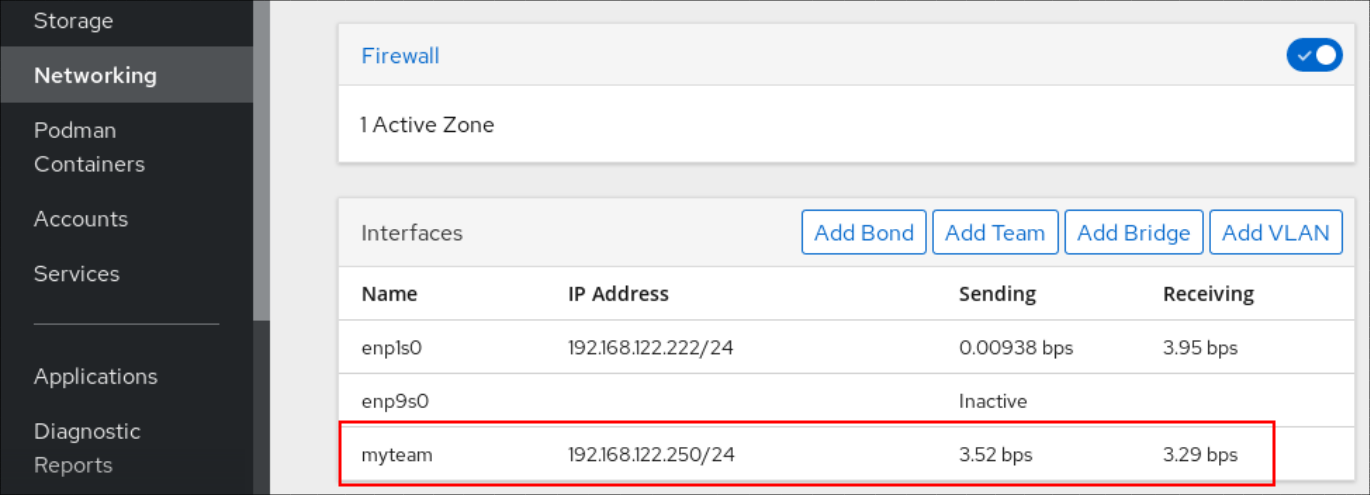 Storage
Networking
Podman
Containers
Accounts
Services
Applications
Diagnostic
Reports
Firewall
1 Active Zone
Interfaces Add Bond Add Team Add Bridge Add VLAN
Name IP Address Sending Receiving
enp1s0 192.168.122.222/24 0.00938 bps 3.95 bps
enp9s0 Inactive
myteam 192.168.122.250/24 3.52 bps 3.29 bps